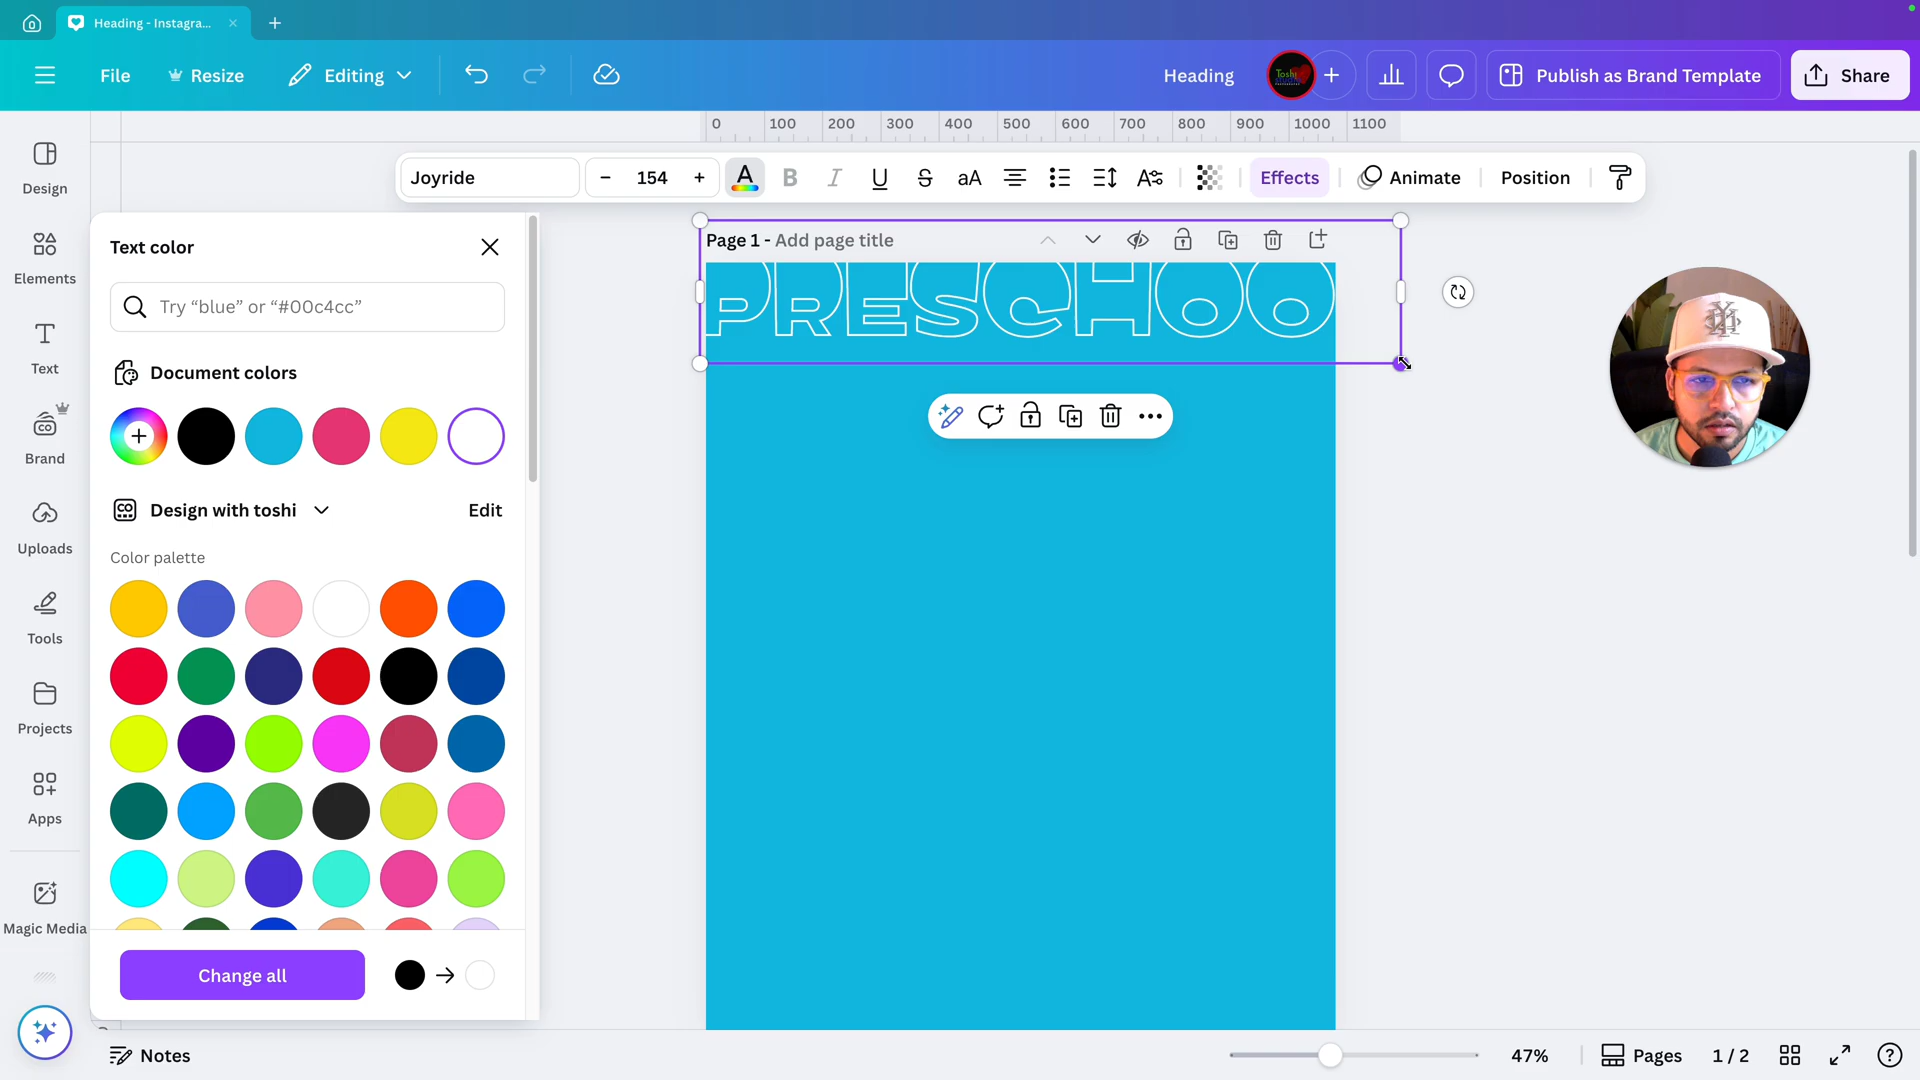 Heading - Instagra...
File
Resize
Editing
Heading
Toshi
Publish as Brand Template
Share
0 100 200 300 400 500 600 700 800 900 1000 1100
Joyride
– 154 +
A B I U S aA
Effects
Animate
Position
Design
Elements
Text
Brand
Uploads
Tools
Projects
Apps
Magic Media
Text color
Try “blue” or “#00c4cc”
Document colors
Design with toshi
Edit
Color palette
Change all
Page 1 - Add page title
PRESCHOO
Notes
47%
Pages
1 / 2